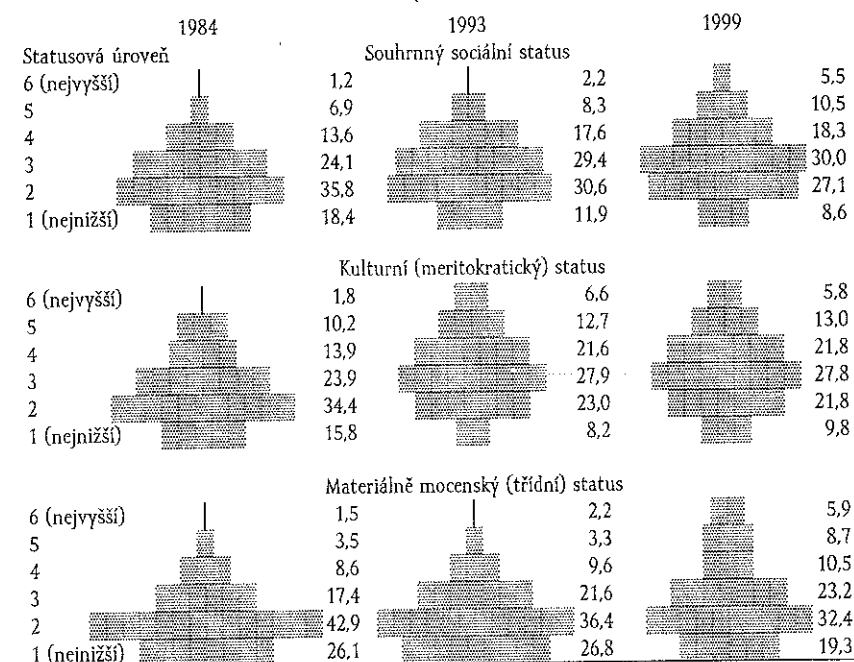 1984 1993 1999
Statusová úroveň Souhrnný sociální status
6 (nejvyšší) 1,2 2,2 5,5
5 6,9 8,3 10,5
4 13,6 17,6 18,3
3 24,1 29,4 30,0
2 35,8 30,6 27,1
1 (nejnižší) 18,4 11,9 8,6
Kulturní (meritokratický) status
6 (nejvyšší) 1,8 6,6 5,8
5 10,2 12,7 13,0
4 13,9 21,6 21,8
3 23,9 27,9 27,8
2 34,4 23,0 21,8
1 (nejnižší) 15,8 8,2 9,8
Materiálně mocenský (třídní) status
6 (nejvyšší) 1,5 2,2 5,9
5 3,5 3,3 8,7
4 8,6 9,6 10,5
3 17,4 21,6 23,2
2 42,9 36,4 32,4
1 (nejnižší) 26,1 26,8 19,3